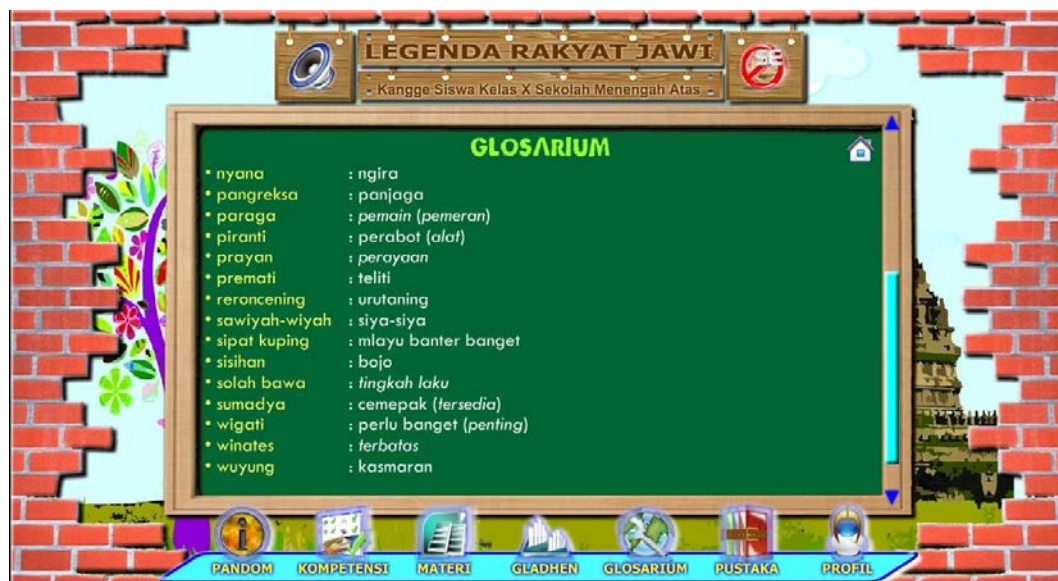 LEGENDA RAKYAT JAWI
Kangge Siswa Kelas X Sekolah Menengah Atas
SE
GLOSARIUM
• nyana : ngira
• pangreksa : panjaga
• paraga : pemain (pemeran)
• piranti : perabot (alat)
• prayan : perayaan
• premati : teliti
• reroncening : urutaning
• sawiyah-wiyah : siya-siya
• sipat kuping : mlayu banter banget
• sisihan : bojo
• solah bawa : tingkah laku
• sumadya : cemepak (tersedia)
• wigati : perlu banget (penting)
• winates : terbatas
• wuyung : kasmaran
PANDOM KOMPETENSI MATERI GLADHEN GLOSARIUM PUSTAKA PROFIL